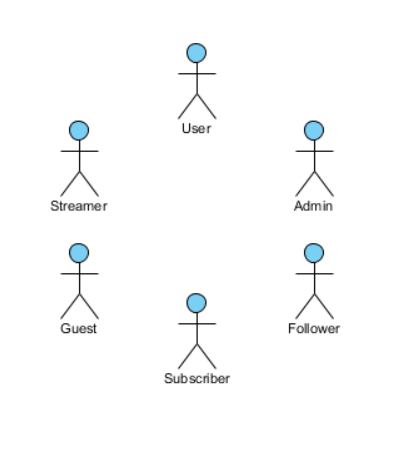 User
Streamer
Admin
Guest
Follower
Subscriber